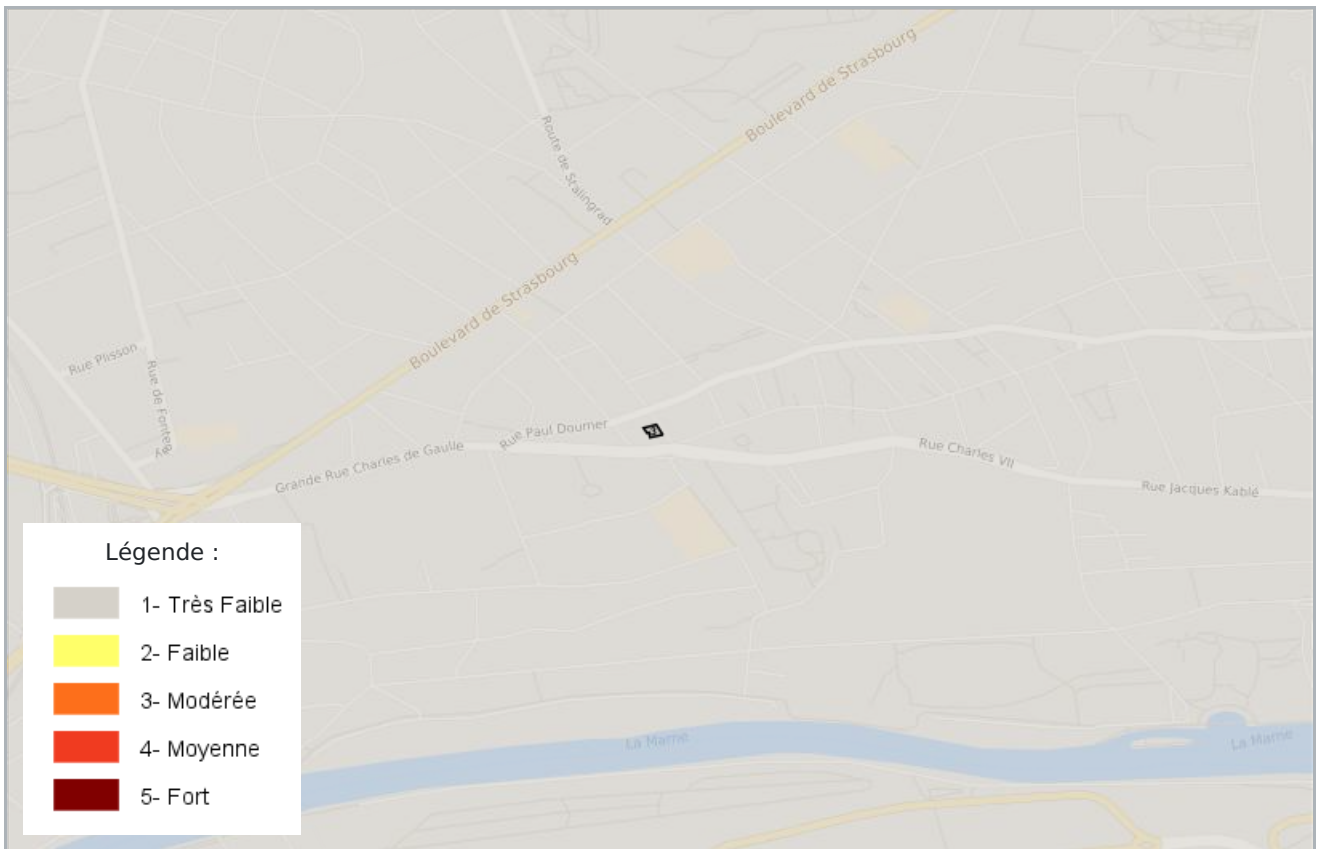 Boulevard de Strasbourg
Route de Stalingrad
Boulevard de Strasbourg
Rue Plisson
Rue de Fontenay
Rue Paul Doumer
Grande Rue Charles de Gaulle
Rue Charles VII
Rue Jacques Kablé
La Marne
La Marne
Légende :
1- Très Faible
2- Faible
3- Modérée
4- Moyenne
5- Fort